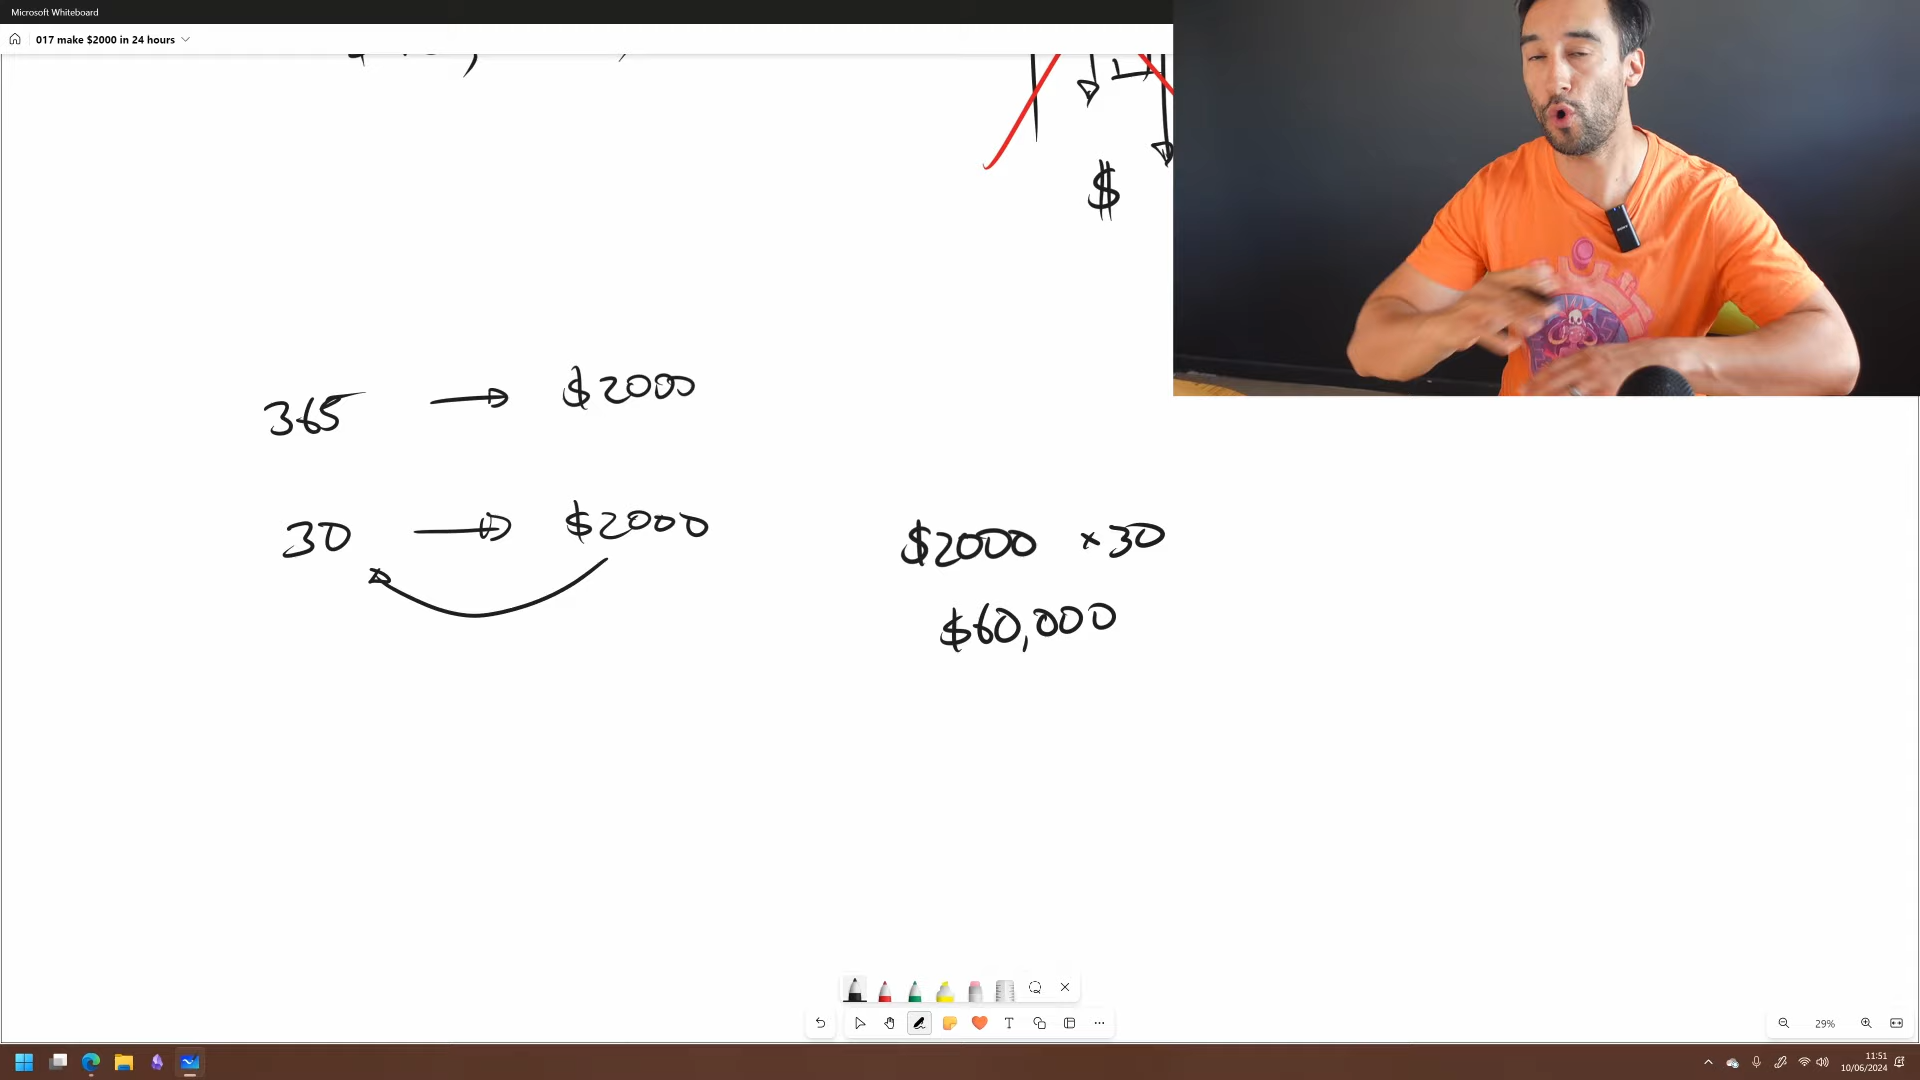 Microsoft Whiteboard
017 make $2000 in 24 hours
$
365 → $2000
30 → $2000
$2000 × 30
$60,000
29%
11:51
10/06/2024